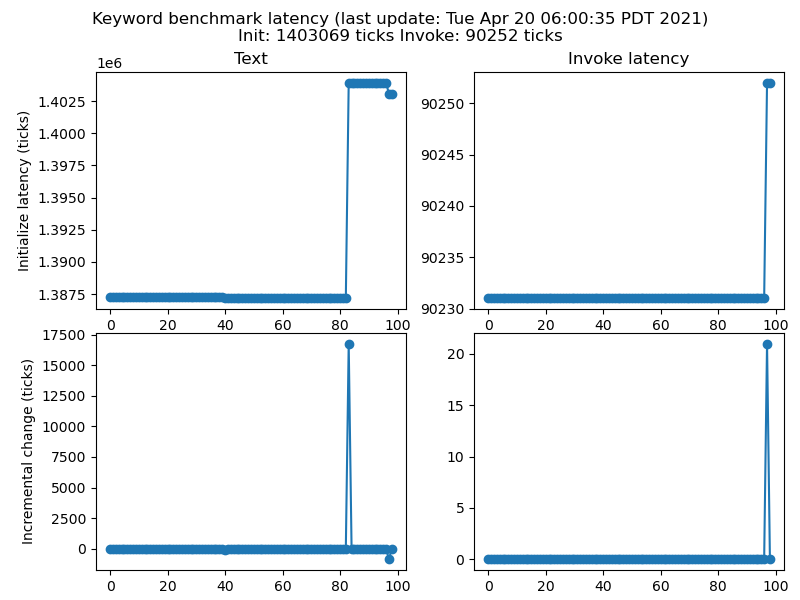 Keyword benchmark latency (last update: Tue Apr 20 06:00:35 PDT 2021)
Init: 1403069 ticks Invoke: 90252 ticks
Text
1e6
1.4025
1.4000
1.3975
1.3950
1.3925
1.3900
1.3875
Initialize latency (ticks)
0 20 40 60 80 100
Invoke latency
90250
90245
90240
90235
90230
0 20 40 60 80 100
17500
15000
12500
10000
7500
5000
2500
0
Incremental change (ticks)
0 20 40 60 80 100
20
15
10
5
0
0 20 40 60 80 100